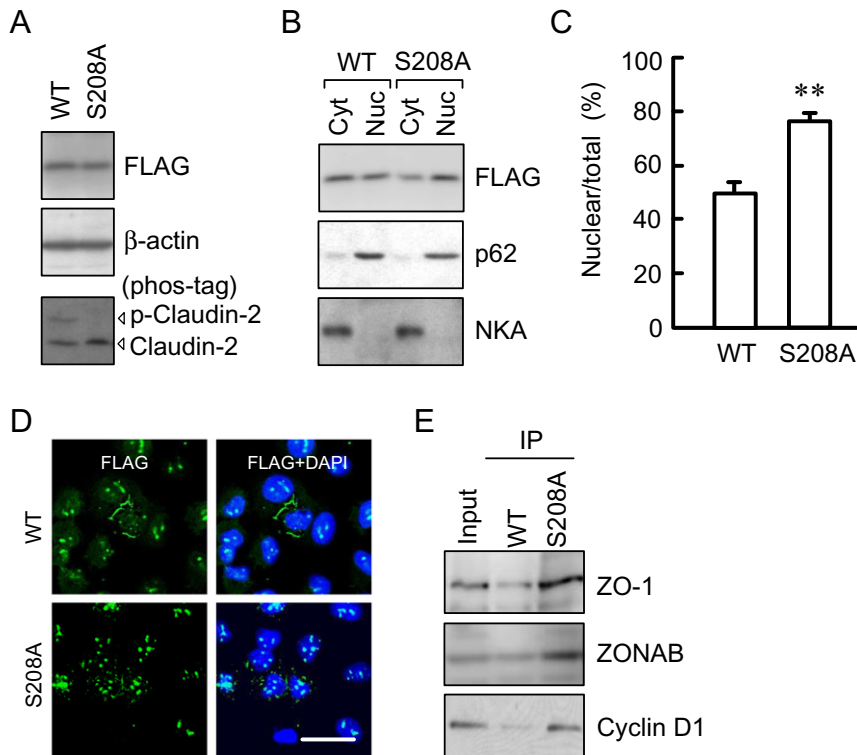 A
WT
S208A
FLAG
β-actin
(phos-tag)
p-Claudin-2
Claudin-2
B
WT S208A
Cyt Nuc Cyt Nuc
FLAG
p62
NKA
C
Nuclear/total (%)
100
80
60
40
20
0
**
WT S208A
D
FLAG FLAG+DAPI
WT
S208A
E
IP
Input WT S208A
ZO-1
ZONAB
Cyclin D1